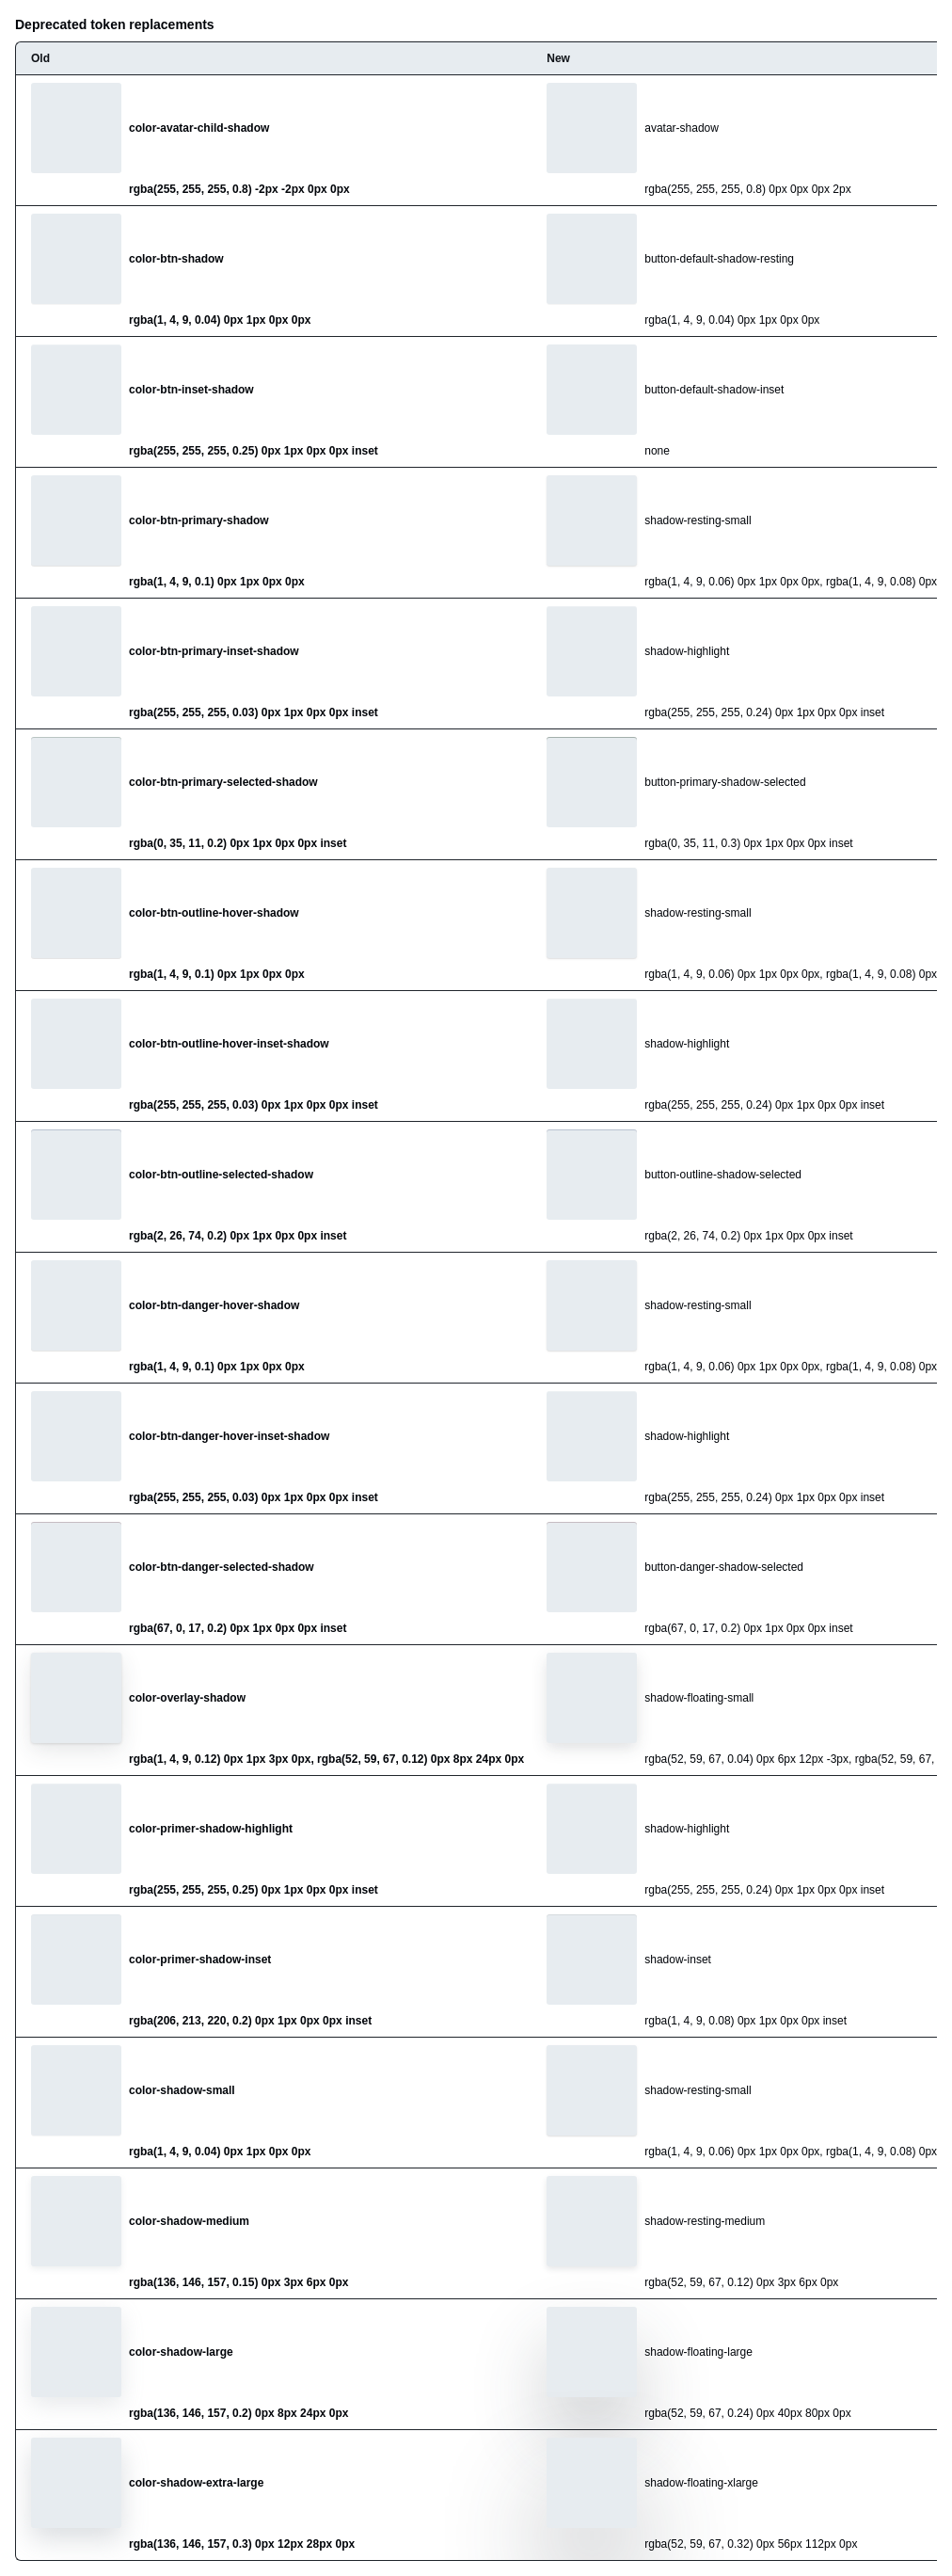 Deprecated token replacements
Old New
color-avatar-child-shadow avatar-shadow
rgba(255, 255, 255, 0.8) -2px -2px 0px 0px rgba(255, 255, 255, 0.8) 0px 0px 0px 2px
color-btn-shadow button-default-shadow-resting
rgba(1, 4, 9, 0.04) 0px 1px 0px 0px rgba(1, 4, 9, 0.04) 0px 1px 0px 0px
color-btn-inset-shadow button-default-shadow-inset
rgba(255, 255, 255, 0.25) 0px 1px 0px 0px inset none
color-btn-primary-shadow shadow-resting-small
rgba(1, 4, 9, 0.1) 0px 1px 0px 0px rgba(1, 4, 9, 0.06) 0px 1px 0px 0px, rgba(1, 4, 9, 0.08) 0px
color-btn-primary-inset-shadow shadow-highlight
rgba(255, 255, 255, 0.03) 0px 1px 0px 0px inset rgba(255, 255, 255, 0.24) 0px 1px 0px 0px inset
color-btn-primary-selected-shadow button-primary-shadow-selected
rgba(0, 35, 11, 0.2) 0px 1px 0px 0px inset rgba(0, 35, 11, 0.3) 0px 1px 0px 0px inset
color-btn-outline-hover-shadow shadow-resting-small
rgba(1, 4, 9, 0.1) 0px 1px 0px 0px rgba(1, 4, 9, 0.06) 0px 1px 0px 0px, rgba(1, 4, 9, 0.08) 0px
color-btn-outline-hover-inset-shadow shadow-highlight
rgba(255, 255, 255, 0.03) 0px 1px 0px 0px inset rgba(255, 255, 255, 0.24) 0px 1px 0px 0px inset
color-btn-outline-selected-shadow button-outline-shadow-selected
rgba(2, 26, 74, 0.2) 0px 1px 0px 0px inset rgba(2, 26, 74, 0.2) 0px 1px 0px 0px inset
color-btn-danger-hover-shadow shadow-resting-small
rgba(1, 4, 9, 0.1) 0px 1px 0px 0px rgba(1, 4, 9, 0.06) 0px 1px 0px 0px, rgba(1, 4, 9, 0.08) 0px
color-btn-danger-hover-inset-shadow shadow-highlight
rgba(255, 255, 255, 0.03) 0px 1px 0px 0px inset rgba(255, 255, 255, 0.24) 0px 1px 0px 0px inset
color-btn-danger-selected-shadow button-danger-shadow-selected
rgba(67, 0, 17, 0.2) 0px 1px 0px 0px inset rgba(67, 0, 17, 0.2) 0px 1px 0px 0px inset
color-overlay-shadow shadow-floating-small
rgba(1, 4, 9, 0.12) 0px 1px 3px 0px, rgba(52, 59, 67, 0.12) 0px 8px 24px 0px rgba(52, 59, 67, 0.04) 0px 6px 12px -3px, rgba(52, 59, 67,
color-primer-shadow-highlight shadow-highlight
rgba(255, 255, 255, 0.25) 0px 1px 0px 0px inset rgba(255, 255, 255, 0.24) 0px 1px 0px 0px inset
color-primer-shadow-inset shadow-inset
rgba(206, 213, 220, 0.2) 0px 1px 0px 0px inset rgba(1, 4, 9, 0.08) 0px 1px 0px 0px inset
color-shadow-small shadow-resting-small
rgba(1, 4, 9, 0.04) 0px 1px 0px 0px rgba(1, 4, 9, 0.06) 0px 1px 0px 0px, rgba(1, 4, 9, 0.08) 0px
color-shadow-medium shadow-resting-medium
rgba(136, 146, 157, 0.15) 0px 3px 6px 0px rgba(52, 59, 67, 0.12) 0px 3px 6px 0px
color-shadow-large shadow-floating-large
rgba(136, 146, 157, 0.2) 0px 8px 24px 0px rgba(52, 59, 67, 0.24) 0px 40px 80px 0px
color-shadow-extra-large shadow-floating-xlarge
rgba(136, 146, 157, 0.3) 0px 12px 28px 0px rgba(52, 59, 67, 0.32) 0px 56px 112px 0px